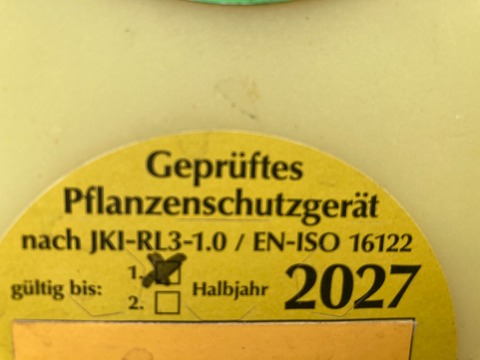 Geprüftes
Pflanzenschutzgerät
nach JKI-RL3-1.0 / EN-ISO 16122
gültig bis: 1. Halbjahr 2027
2.